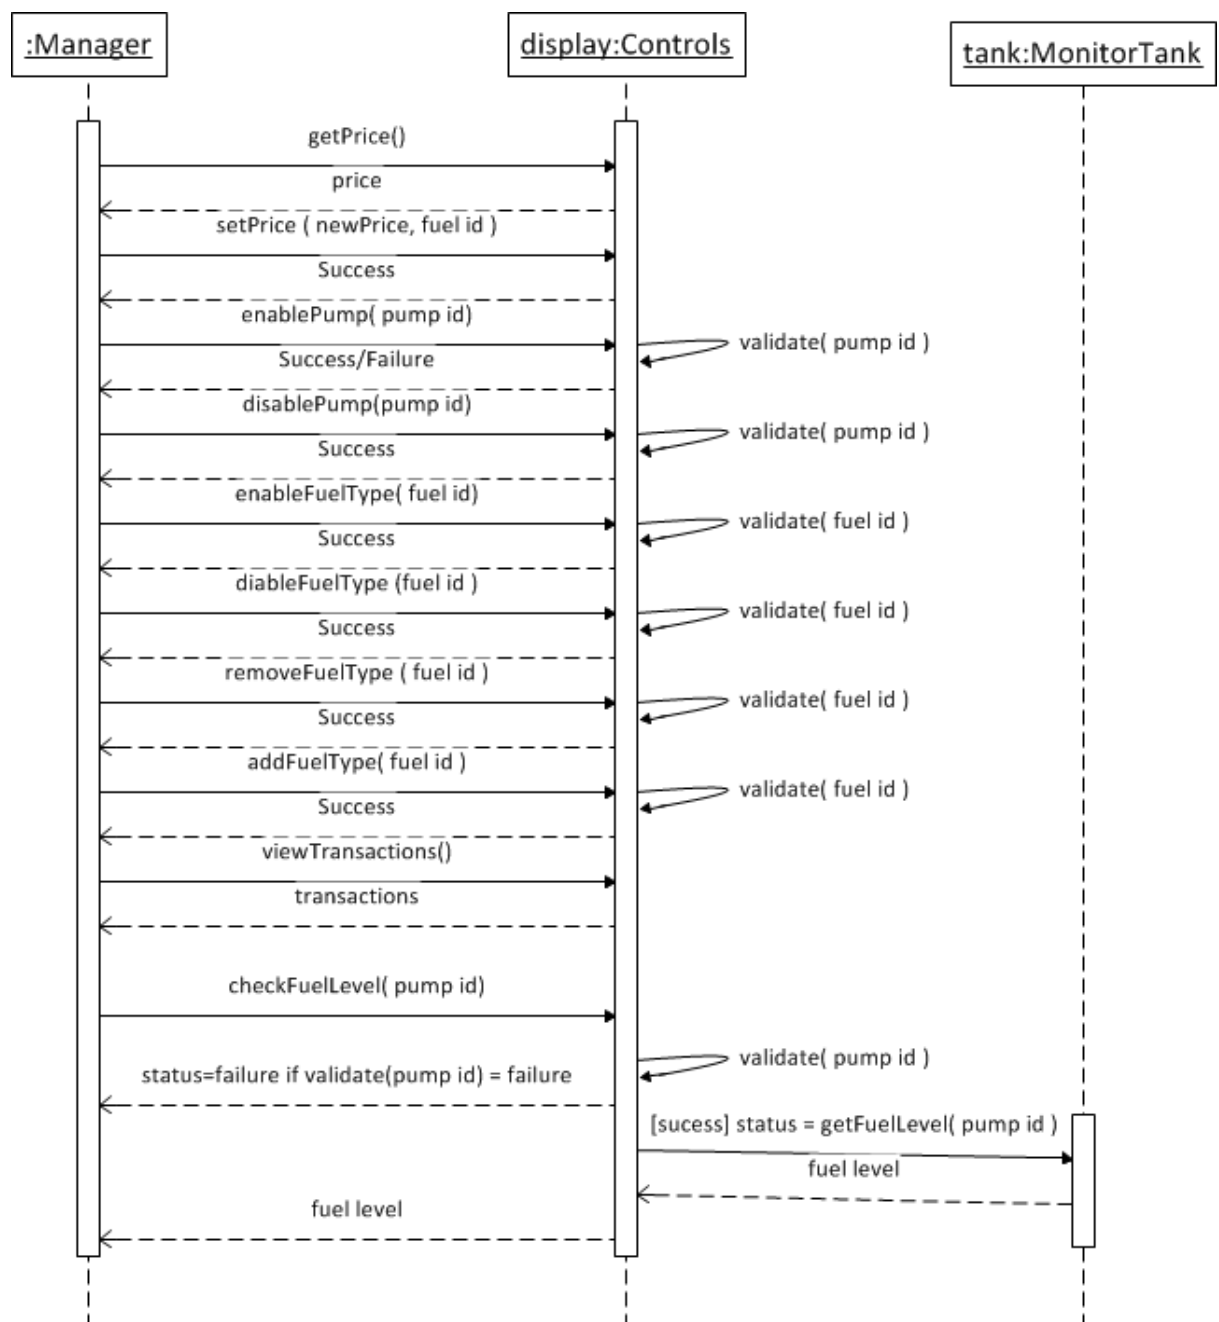 :Manager
display:Controls
tank:MonitorTank
getPrice()
price
setPrice ( newPrice, fuel id )
Success
enablePump( pump id)
validate( pump id )
Success/Failure
disablePump(pump id)
validate( pump id )
Success
enableFuelType( fuel id)
validate( fuel id )
Success
diableFuelType (fuel id )
validate( fuel id )
Success
removeFuelType ( fuel id )
validate( fuel id )
Success
addFuelType( fuel id )
validate( fuel id )
Success
viewTransactions()
transactions
checkFuelLevel( pump id)
validate( pump id )
status=failure if validate(pump id) = failure
[sucess] status = getFuelLevel( pump id )
fuel level
fuel level